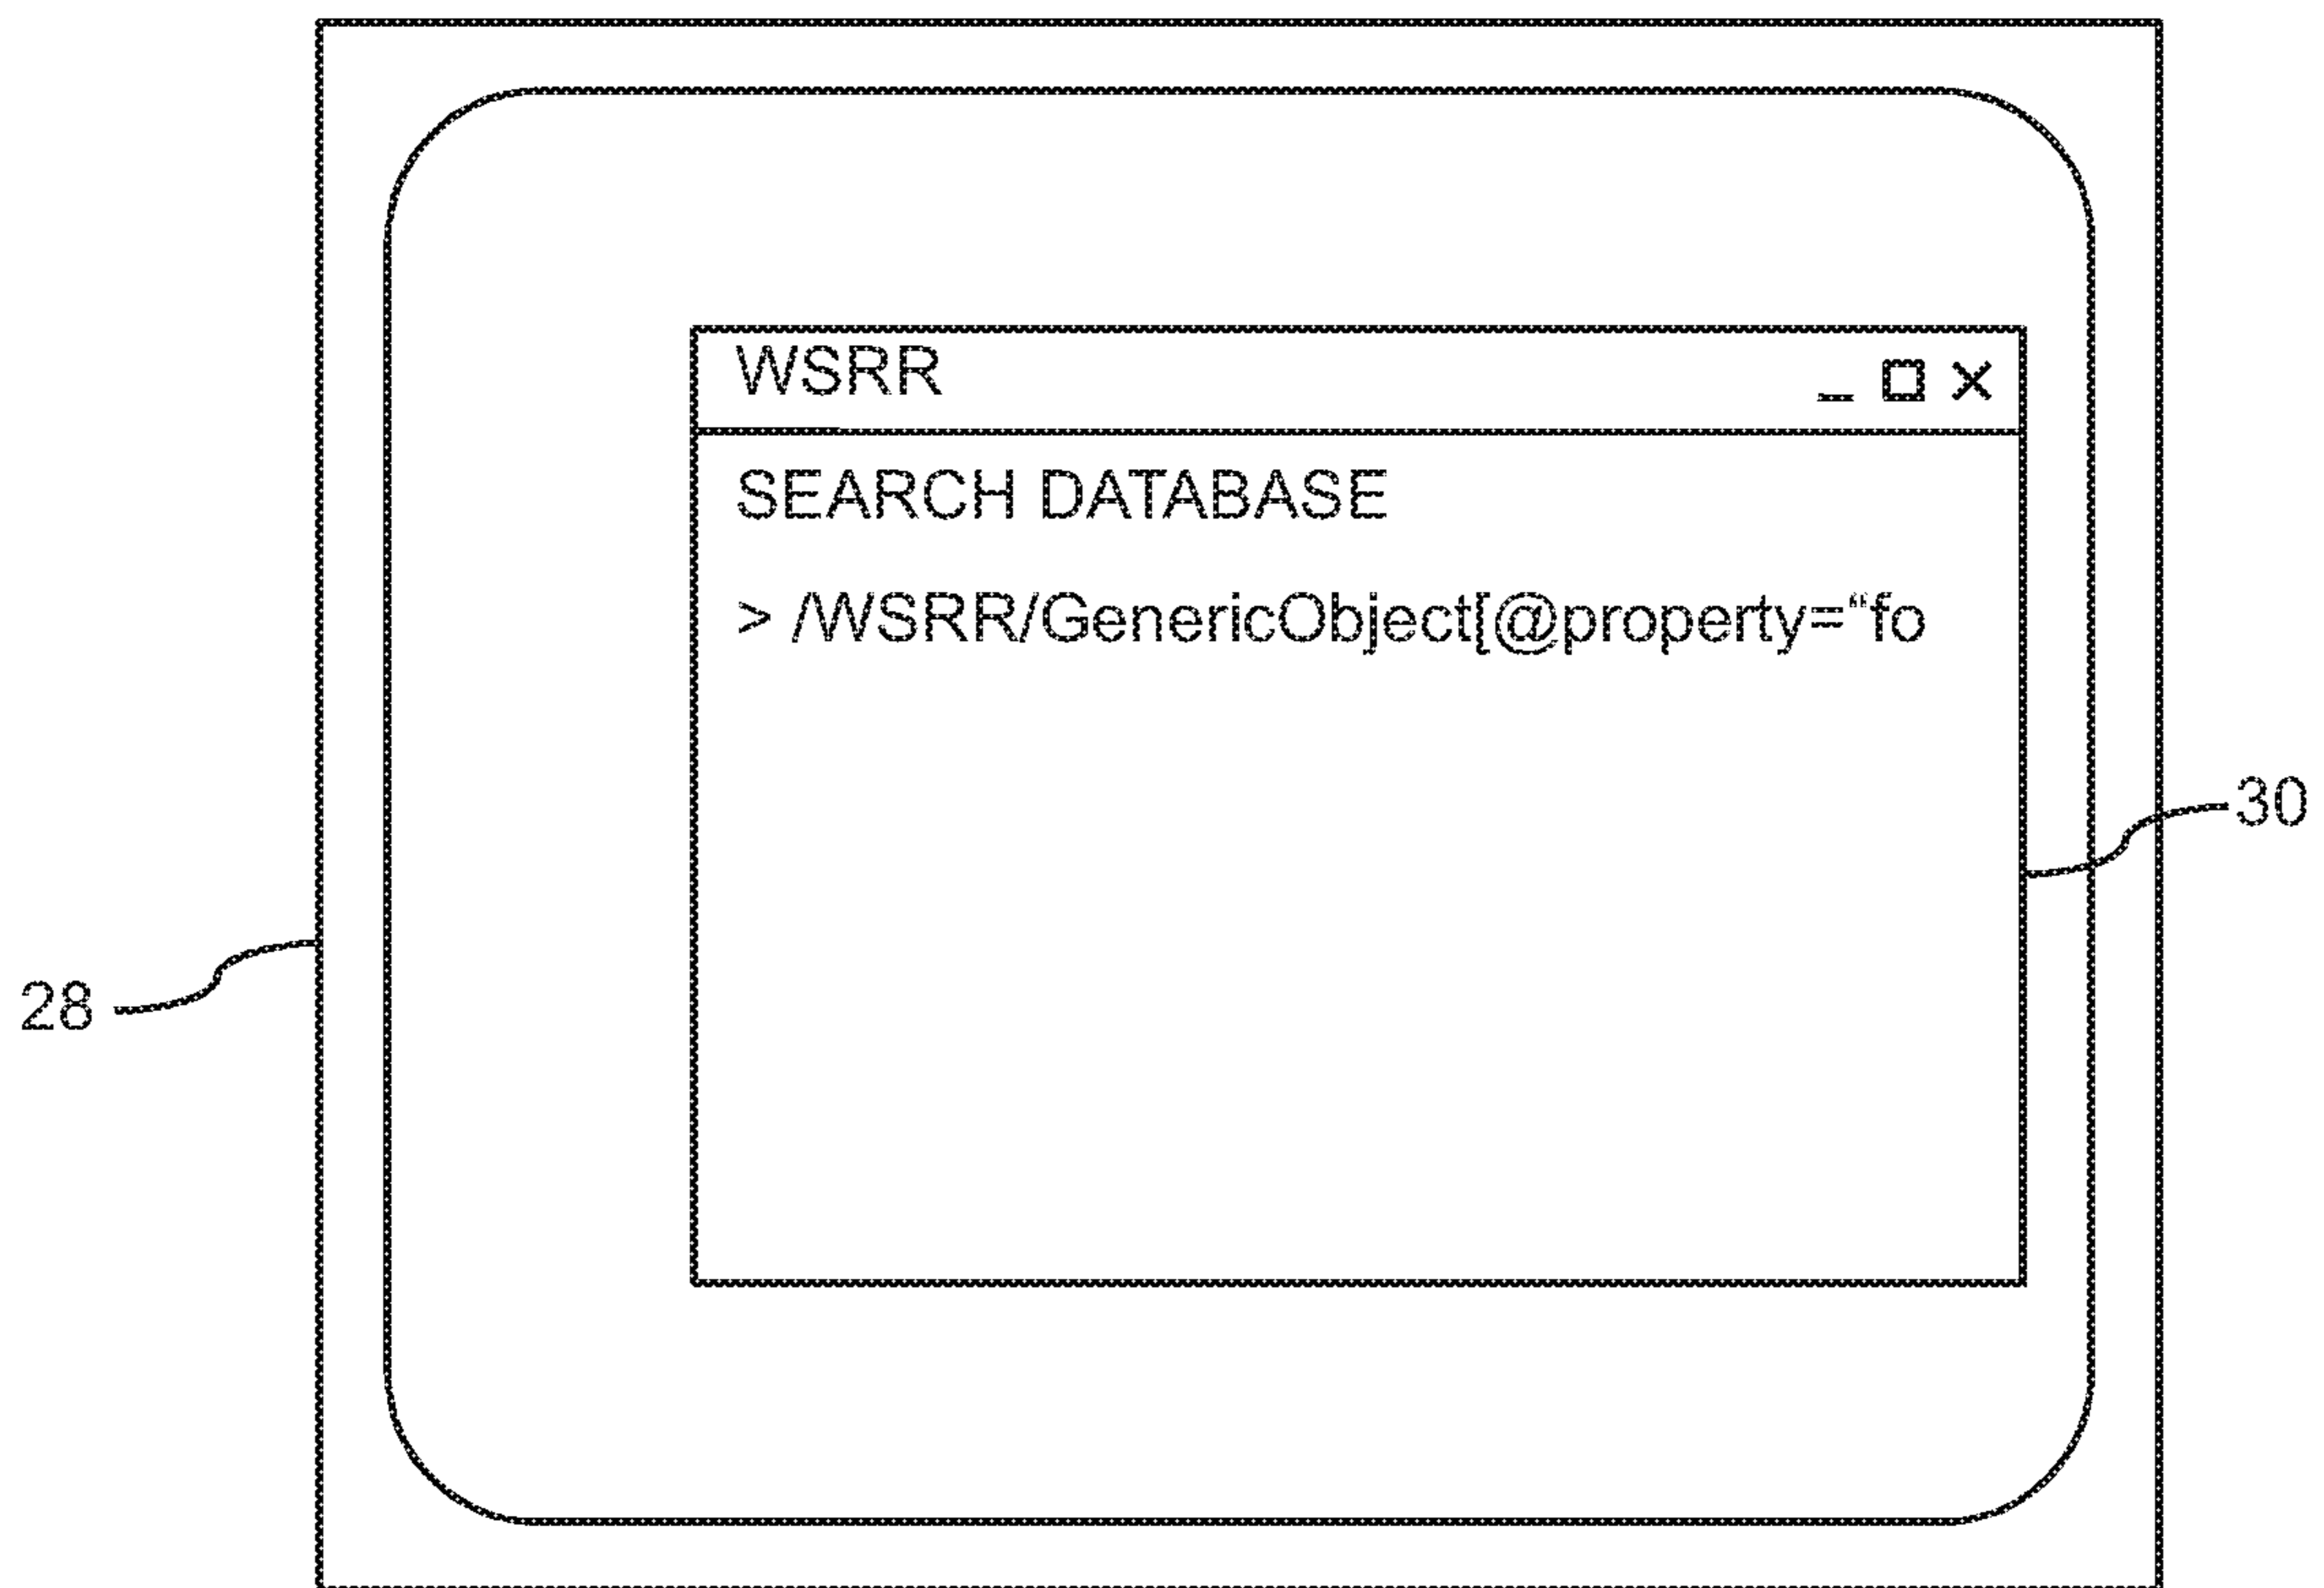 WSRR
SEARCH DATABASE
> /WSRR/GenericObject[@property=“fo
30
28